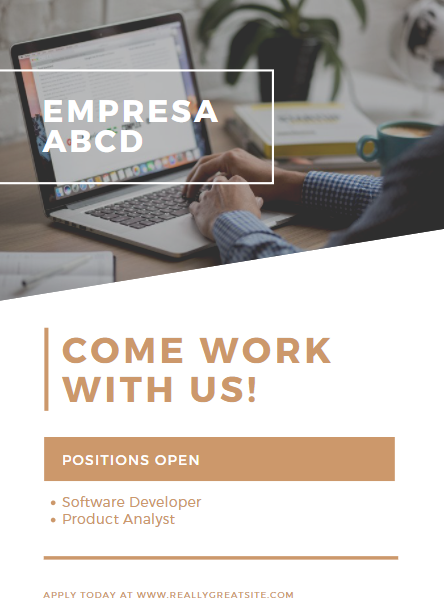 EMPRESA
ABCD
COME WORK
WITH US!
POSITIONS OPEN
• Software Developer
• Product Analyst
APPLY TODAY AT WWW.REALLYGREATSITE.COM